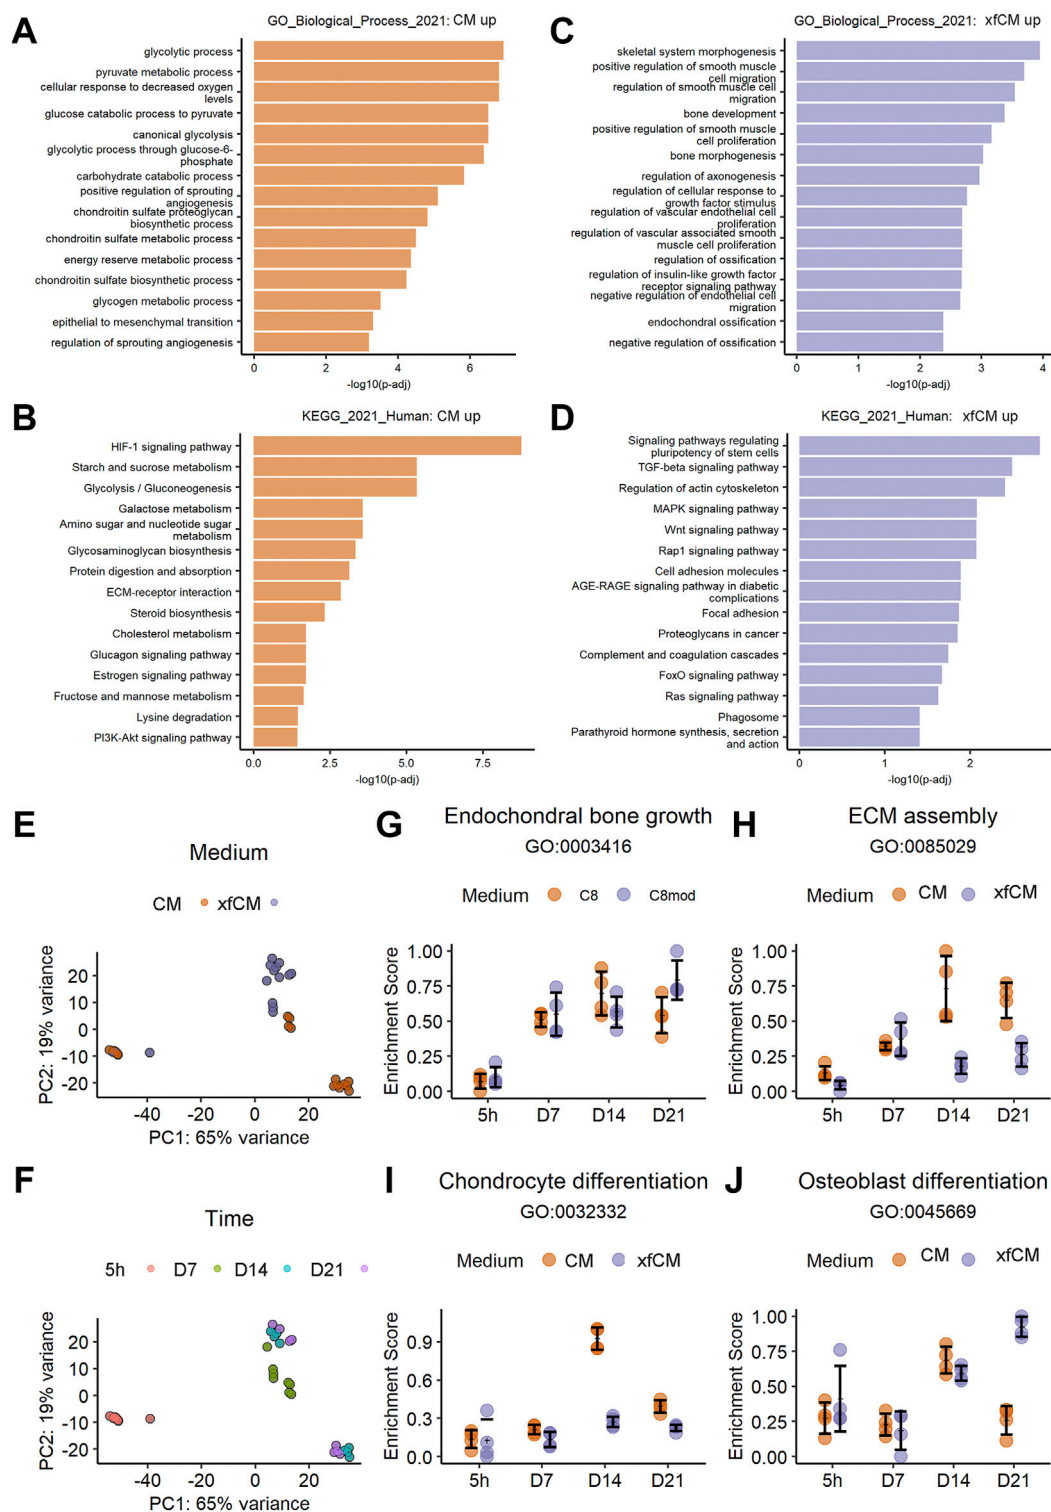 A
GO_Biological_Process_2021: CM up
glycolytic process
pyruvate metabolic process
cellular response to decreased oxygen
levels
glucose catabolic process to pyruvate
canonical glycolysis
glycolytic process through glucose-6-
phosphate
carbohydrate catabolic process
positive regulation of sprouting
angiogenesis
chondroitin sulfate proteoglycan
biosynthetic process
chondroitin sulfate metabolic process
energy reserve metabolic process
chondroitin sulfate biosynthetic process
glycogen metabolic process
epithelial to mesenchymal transition
regulation of sprouting angiogenesis
0 2 4 6
-log10(p-adj)
C
GO_Biological_Process_2021: xfCM up
skeletal system morphogenesis
positive regulation of smooth muscle
cell migration
regulation of smooth muscle cell
migration
bone development
positive regulation of smooth muscle
cell proliferation
bone morphogenesis
regulation of axonogenesis
regulation of cellular response to
growth factor stimulus
regulation of vascular endothelial cell
proliferation
regulation of vascular associated smooth
muscle cell proliferation
regulation of ossification
regulation of insulin-like growth factor
receptor signaling pathway
negative regulation of endothelial cell
migration
endochondral ossification
negative regulation of ossification
0 1 2 3 4
-log10(p-adj)
B
KEGG_2021_Human: CM up
HIF-1 signaling pathway
Starch and sucrose metabolism
Glycolysis / Gluconeogenesis
Galactose metabolism
Amino sugar and nucleotide sugar
metabolism
Glycosaminoglycan biosynthesis
Protein digestion and absorption
ECM-receptor interaction
Steroid biosynthesis
Cholesterol metabolism
Glucagon signaling pathway
Estrogen signaling pathway
Fructose and mannose metabolism
Lysine degradation
PI3K-Akt signaling pathway
0.0 2.5 5.0 7.5
-log10(p-adj)
D
KEGG_2021_Human: xfCM up
Signaling pathways regulating
pluripotency of stem cells
TGF-beta signaling pathway
Regulation of actin cytoskeleton
MAPK signaling pathway
Wnt signaling pathway
Rap1 signaling pathway
Cell adhesion molecules
AGE-RAGE signaling pathway in diabetic
complications
Focal adhesion
Proteoglycans in cancer
Complement and coagulation cascades
FoxO signaling pathway
Ras signaling pathway
Phagosome
Parathyroid hormone synthesis, secretion
and action
0 1 2
-log10(p-adj)
E
Medium
CM xfCM
PC2: 19% variance
20
10
0
-10
-20
-40 -20 0 20
PC1: 65% variance
G
Endochondral bone growth
GO:0003416
Medium C8 C8mod
Enrichment Score
1.00
0.75
0.50
0.25
0.00
5h D7 D14 D21
H
ECM assembly
GO:0085029
Medium CM xfCM
Enrichment Score
1.00
0.75
0.50
0.25
0.00
5h D7 D14 D21
F
Time
5h D7 D14 D21
PC2: 19% variance
20
10
0
-10
-20
-40 -20 0 20
PC1: 65% variance
I
Chondrocyte differentiation
GO:0032332
Medium CM xfCM
Enrichment Score
0.9
0.6
0.3
0.0
5h D7 D14 D21
J
Osteoblast differentiation
GO:0045669
Medium CM xfCM
Enrichment Score
1.00
0.75
0.50
0.25
0.00
5h D7 D14 D21